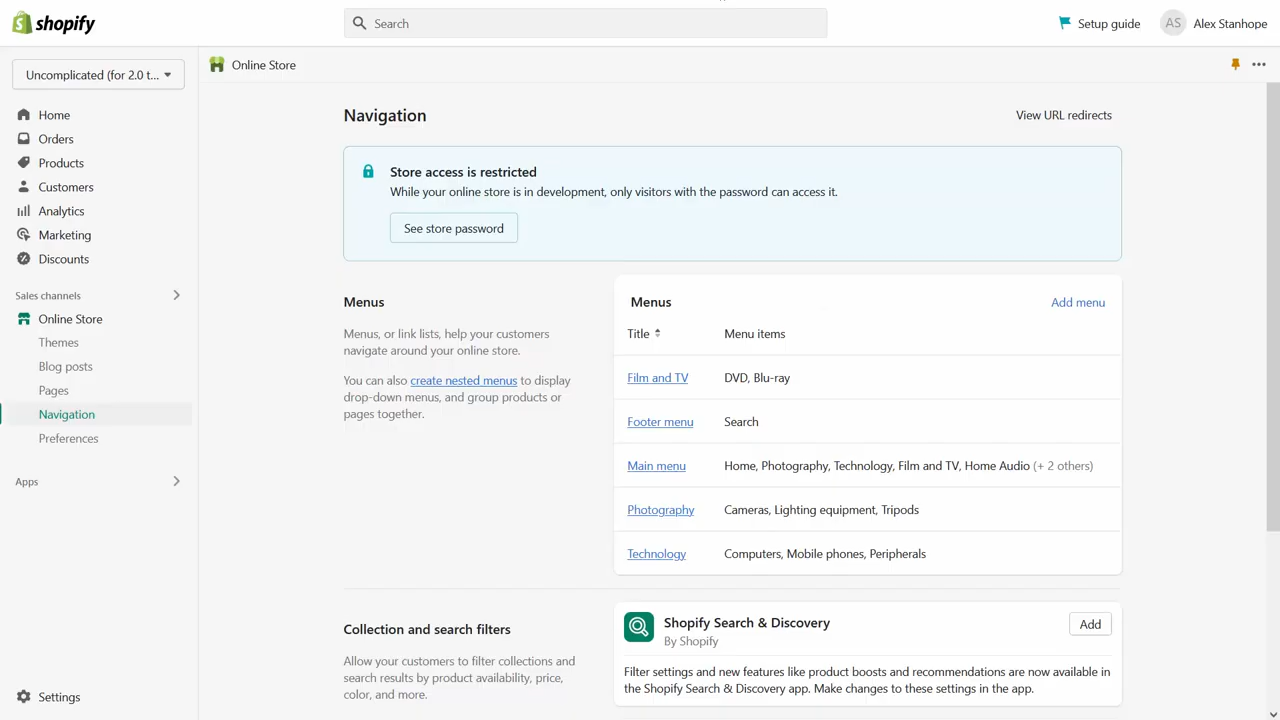 shopify
Search
Setup guide
AS
Alex Stanhope
Uncomplicated (for 2.0 t...
Online Store
Home
Orders
Products
Customers
Analytics
Marketing
Discounts
Sales channels
Online Store
Themes
Blog posts
Pages
Navigation
Preferences
Apps
Settings
Navigation
View URL redirects
Store access is restricted
While your online store is in development, only visitors with the password can access it.
See store password
Menus
Menus, or link lists, help your customers
navigate around your online store.
You can also create nested menus to display
drop-down menus, and group products or
pages together.
Menus
Add menu
Title Menu items
Film and TV DVD, Blu-ray
Footer menu Search
Main menu Home, Photography, Technology, Film and TV, Home Audio (+ 2 others)
Photography Cameras, Lighting equipment, Tripods
Technology Computers, Mobile phones, Peripherals
Collection and search filters
Allow your customers to filter collections and
search results by product availability, price,
color, and more.
Shopify Search & Discovery
By Shopify
Add
Filter settings and new features like product boosts and recommendations are now available in
the Shopify Search & Discovery app. Make changes to these settings in the app.